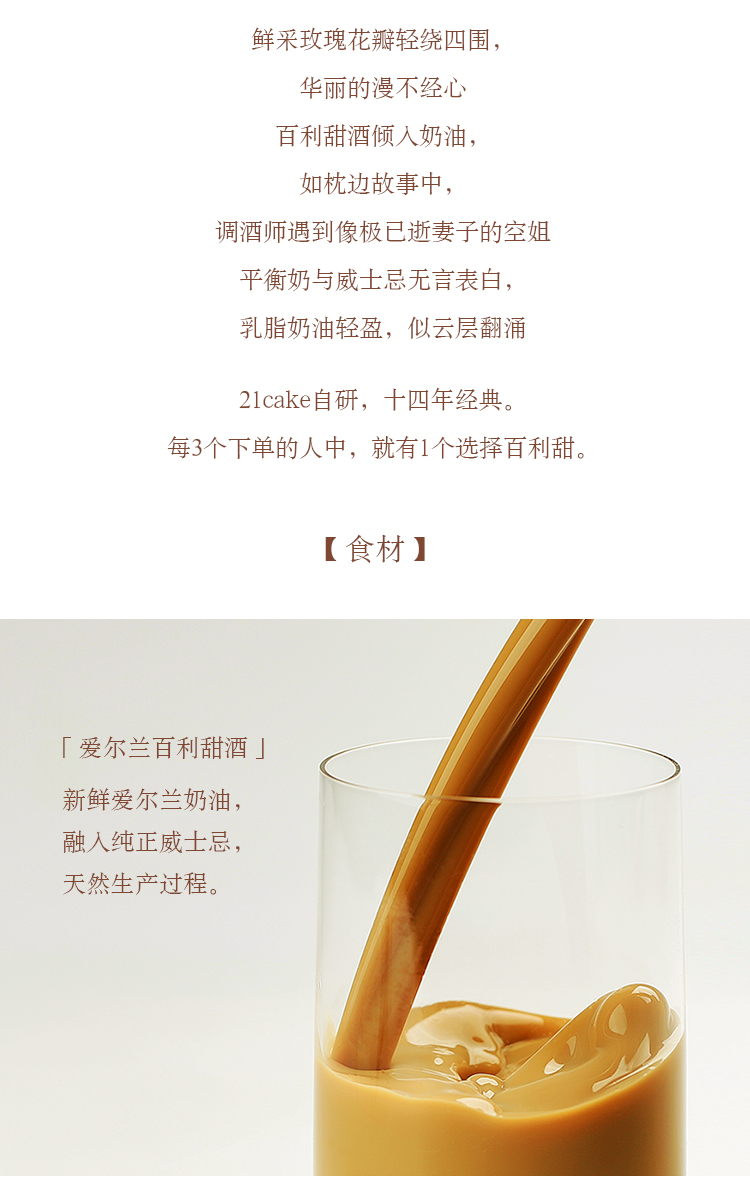 鲜采玫瑰花瓣轻绕四围，
华丽的漫不经心
百利甜酒倾入奶油，
如枕边故事中，
调酒师遇到像极已逝妻子的空姐
平衡奶与威士忌无言表白，
乳脂奶油轻盈，似云层翻涌
21cake自研，十四年经典。
每3个下单的人中，就有1个选择百利甜。
【食材】
「爱尔兰百利甜酒」
新鲜爱尔兰奶油，
融入纯正威士忌，
天然生产过程。